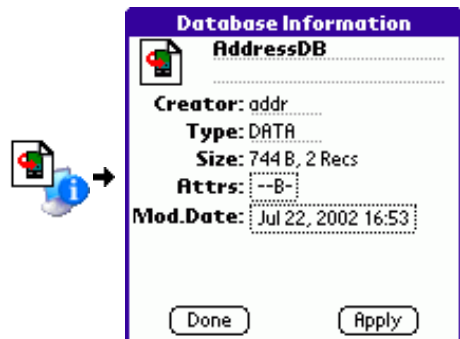 Database Information
AddressDB
Creator: addr
Type: DATA
Size: 744 B, 2 Recs
Attrs: --B-
Mod.Date: Jul 22, 2002 16:53
Done Apply